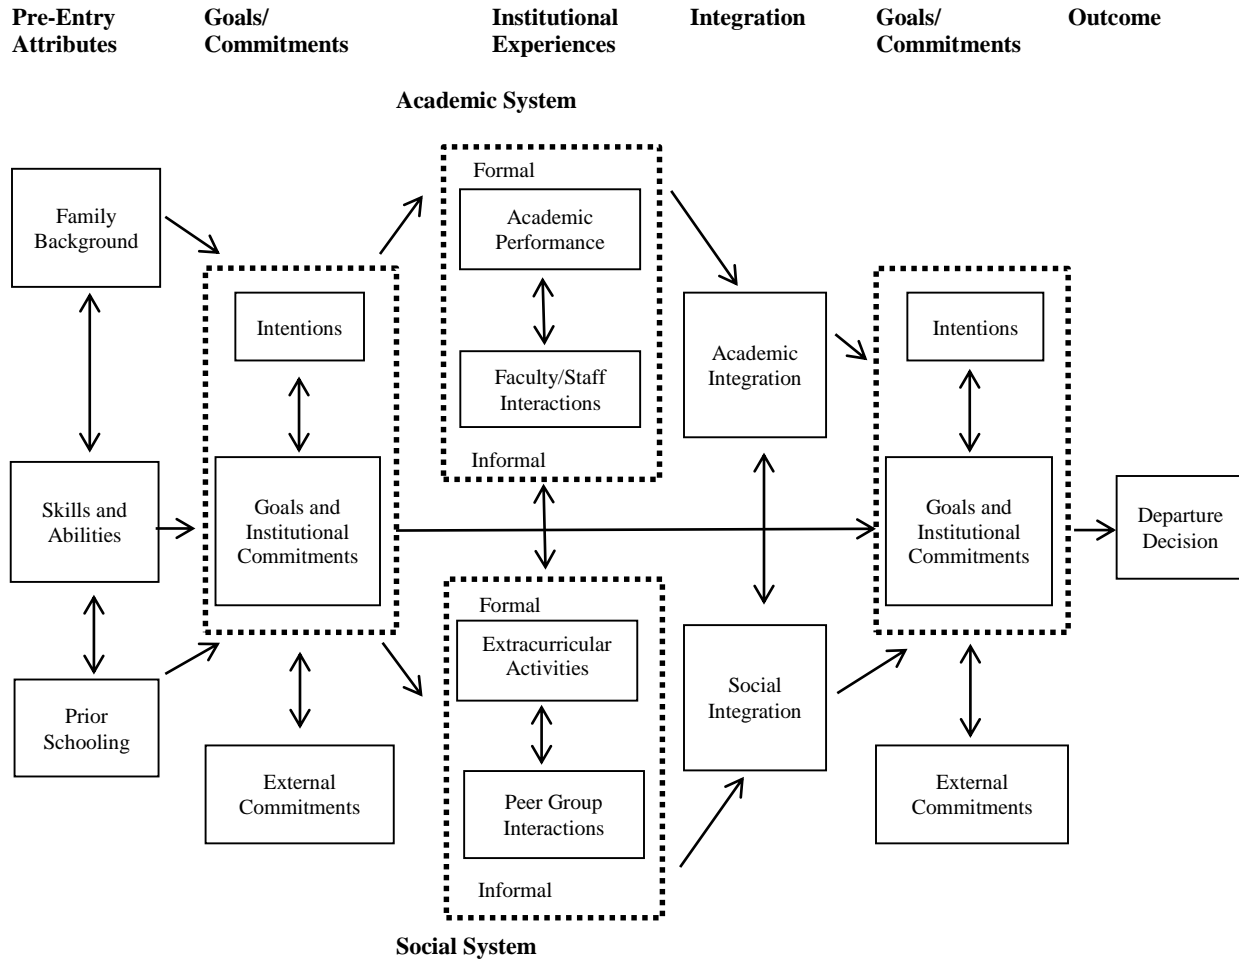 Pre-Entry
Attributes
Goals/
Commitments
Institutional
Experiences
Integration
Goals/
Commitments
Outcome
Academic System
Family
Background
Skills and
Abilities
Prior
Schooling
Intentions
Goals and
Institutional
Commitments
External
Commitments
Formal
Academic
Performance
Faculty/Staff
Interactions
Informal
Formal
Extracurricular
Activities
Peer Group
Interactions
Informal
Social System
Academic
Integration
Social
Integration
Intentions
Goals and
Institutional
Commitments
External
Commitments
Departure
Decision